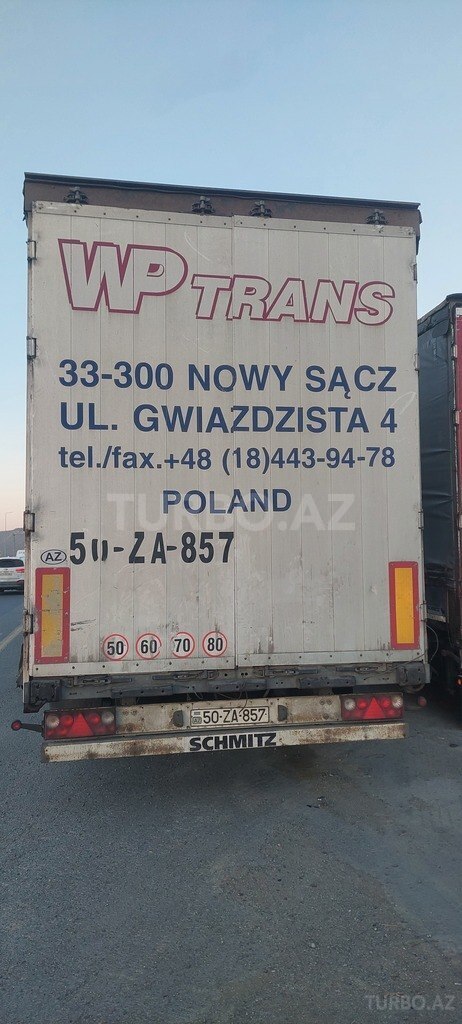 WP TRANS
33-300 NOWY SĄCZ
UL. GWIAZDZISTA 4
tel./fax.+48 (18)443-94-78
POLAND
TURBO.AZ
AZ 50-ZA-857
50 60 70 80
50-ZA-857
SCHMITZ
TURBO.AZ